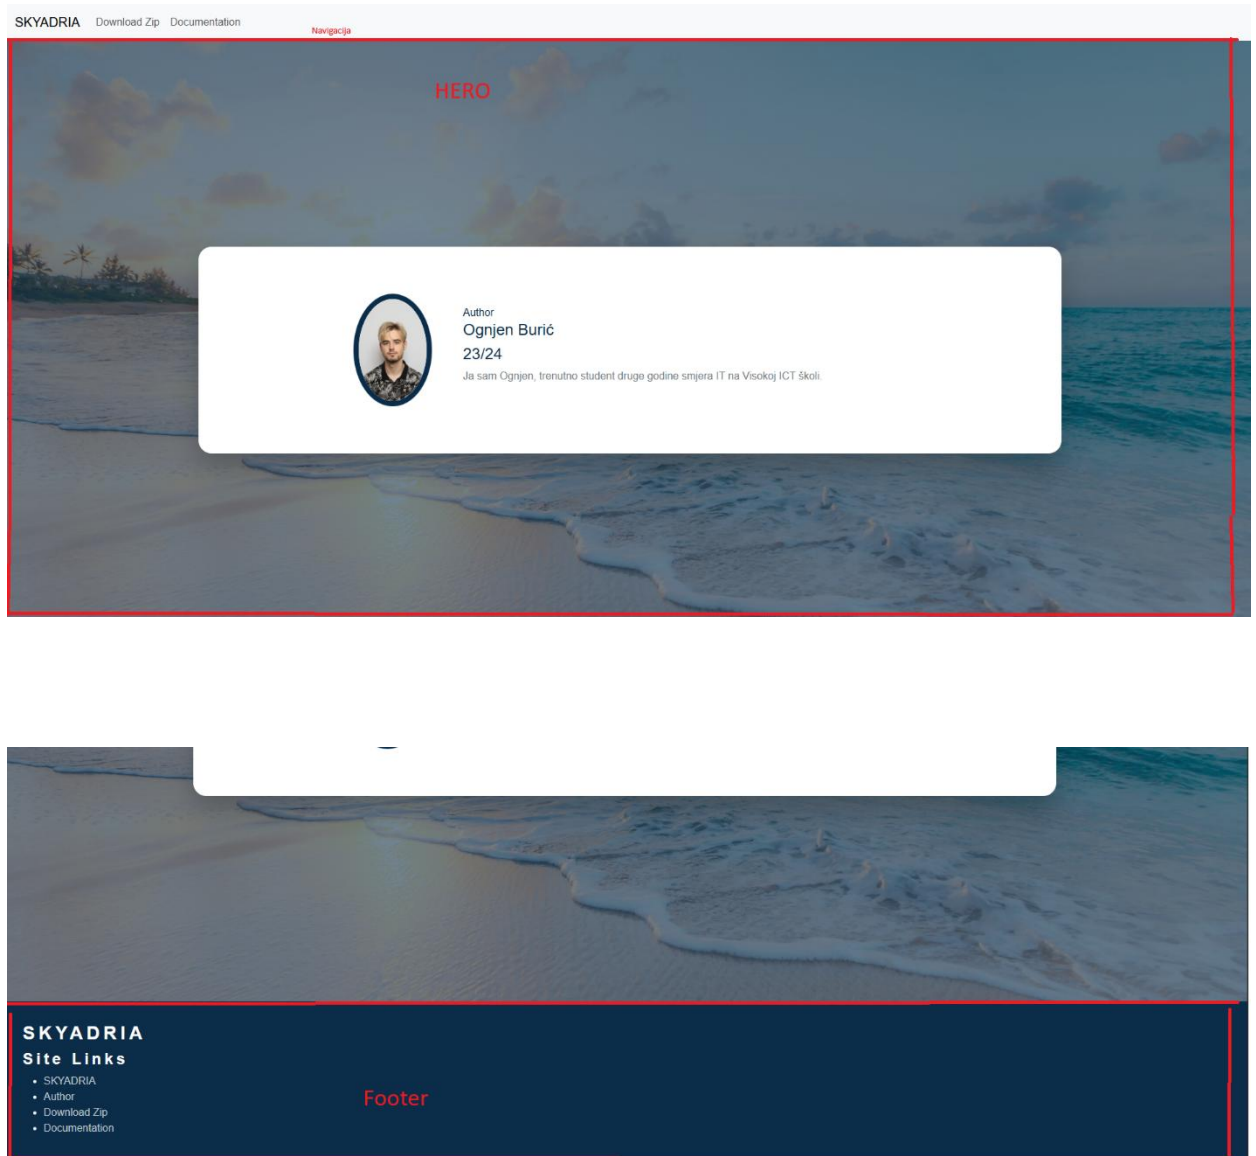 SKYADRIA Download Zip Documentation
Navigacija
HERO
Author
Ognjen Burić
23/24
Ja sam Ognjen, trenutno student druge godine smjera IT na Visokoj ICT školi.
SKYADRIA
Site Links
SKYADRIA
Author
Download Zip
Documentation
Footer